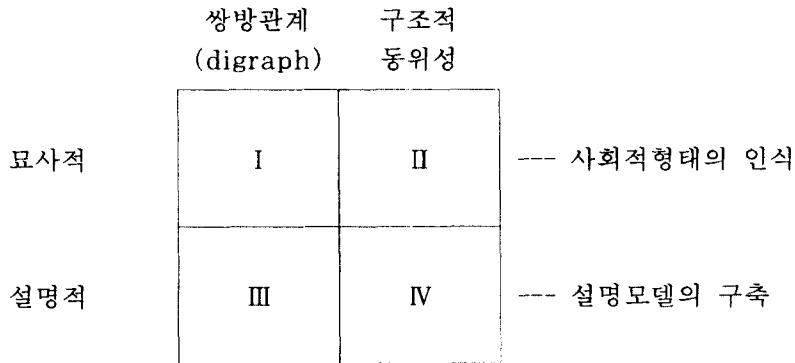 쌍방관계 구조적
(digraph) 동위성
묘사적 Ⅰ Ⅱ --- 사회적형태의 인식
설명적 Ⅲ Ⅳ --- 설명모델의 구축